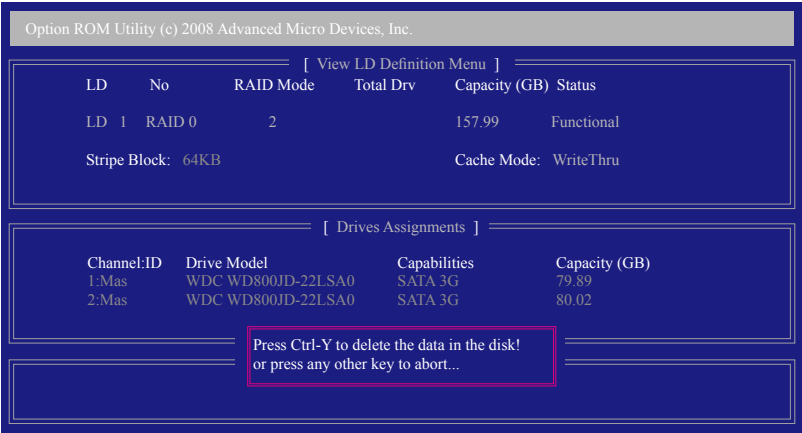 Option ROM Utility (c) 2008 Advanced Micro Devices, Inc.
[ View LD Definition Menu ]
LD No RAID Mode Total Drv Capacity (GB) Status
LD 1 RAID 0 2 157.99 Functional
Stripe Block: 64KB Cache Mode: WriteThru
[ Drives Assignments ]
Channel:ID Drive Model Capabilities Capacity (GB)
1:Mas WDC WD800JD-22LSA0 SATA 3G 79.89
2:Mas WDC WD800JD-22LSA0 SATA 3G 80.02
Press Ctrl-Y to delete the data in the disk!
or press any other key to abort...